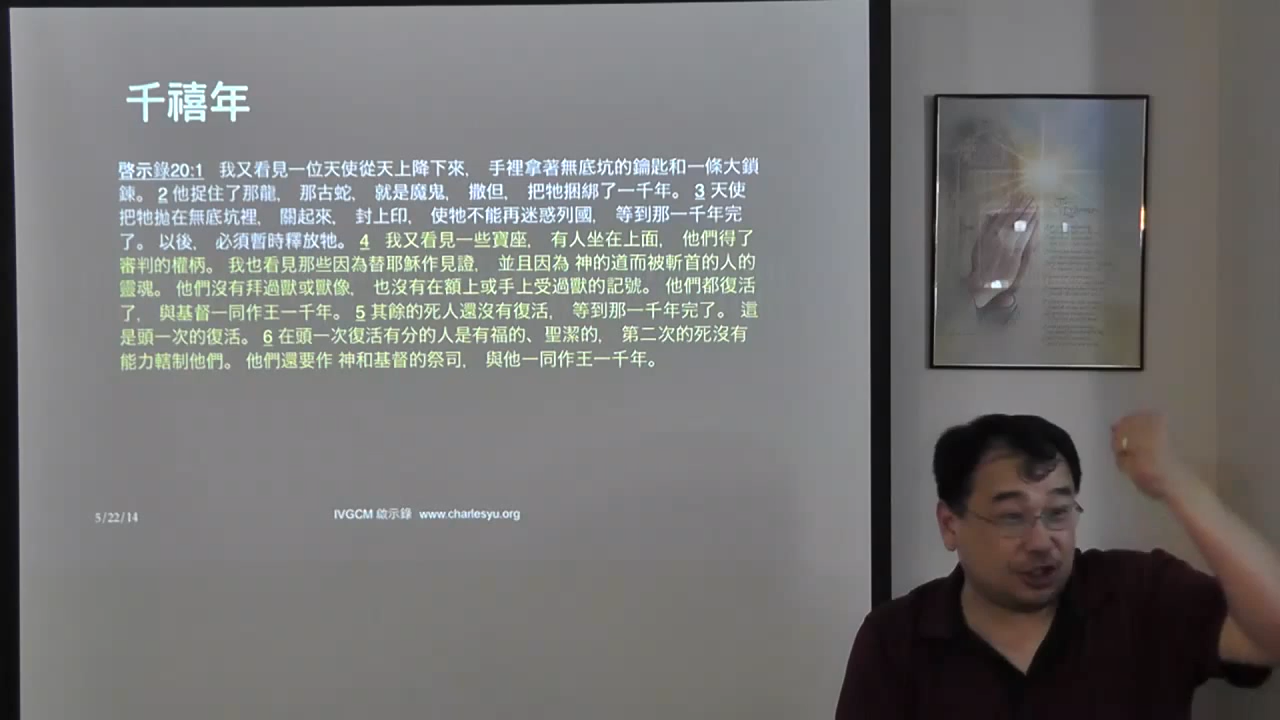 千禧年
啓示錄20:1 我又看見一位天使從天上降下來, 手裡拿著無底坑的鑰匙和一條大鎖
鍊。 2 他捉住了那龍, 那古蛇, 就是魔鬼, 撒但, 把牠捆綁了一千年。 3 天使
把牠拋在無底坑裡, 關起來, 封上印, 使牠不能再迷惑列國, 等到那一千年完
了。 以後, 必須暫時釋放牠。 4 我又看見一些寶座, 有人坐在上面, 他們得了
審判的權柄。 我也看見那些因為替耶穌作見證, 並且因為 神的道而被斬首的人的
靈魂。 他們沒有拜過獸或獸像, 也沒有在額上或手上受過獸的記號。 他們都復活
了, 與基督一同作王一千年。 5 其餘的死人還沒有復活, 等到那一千年完了。 這
是頭一次的復活。 6 在頭一次復活有分的人是有福的、聖潔的, 第二次的死沒有
能力轄制他們。 他們還要作 神和基督的祭司, 與他一同作王一千年。
5/22/14
IVGCM 啟示錄 www.charlesyu.org